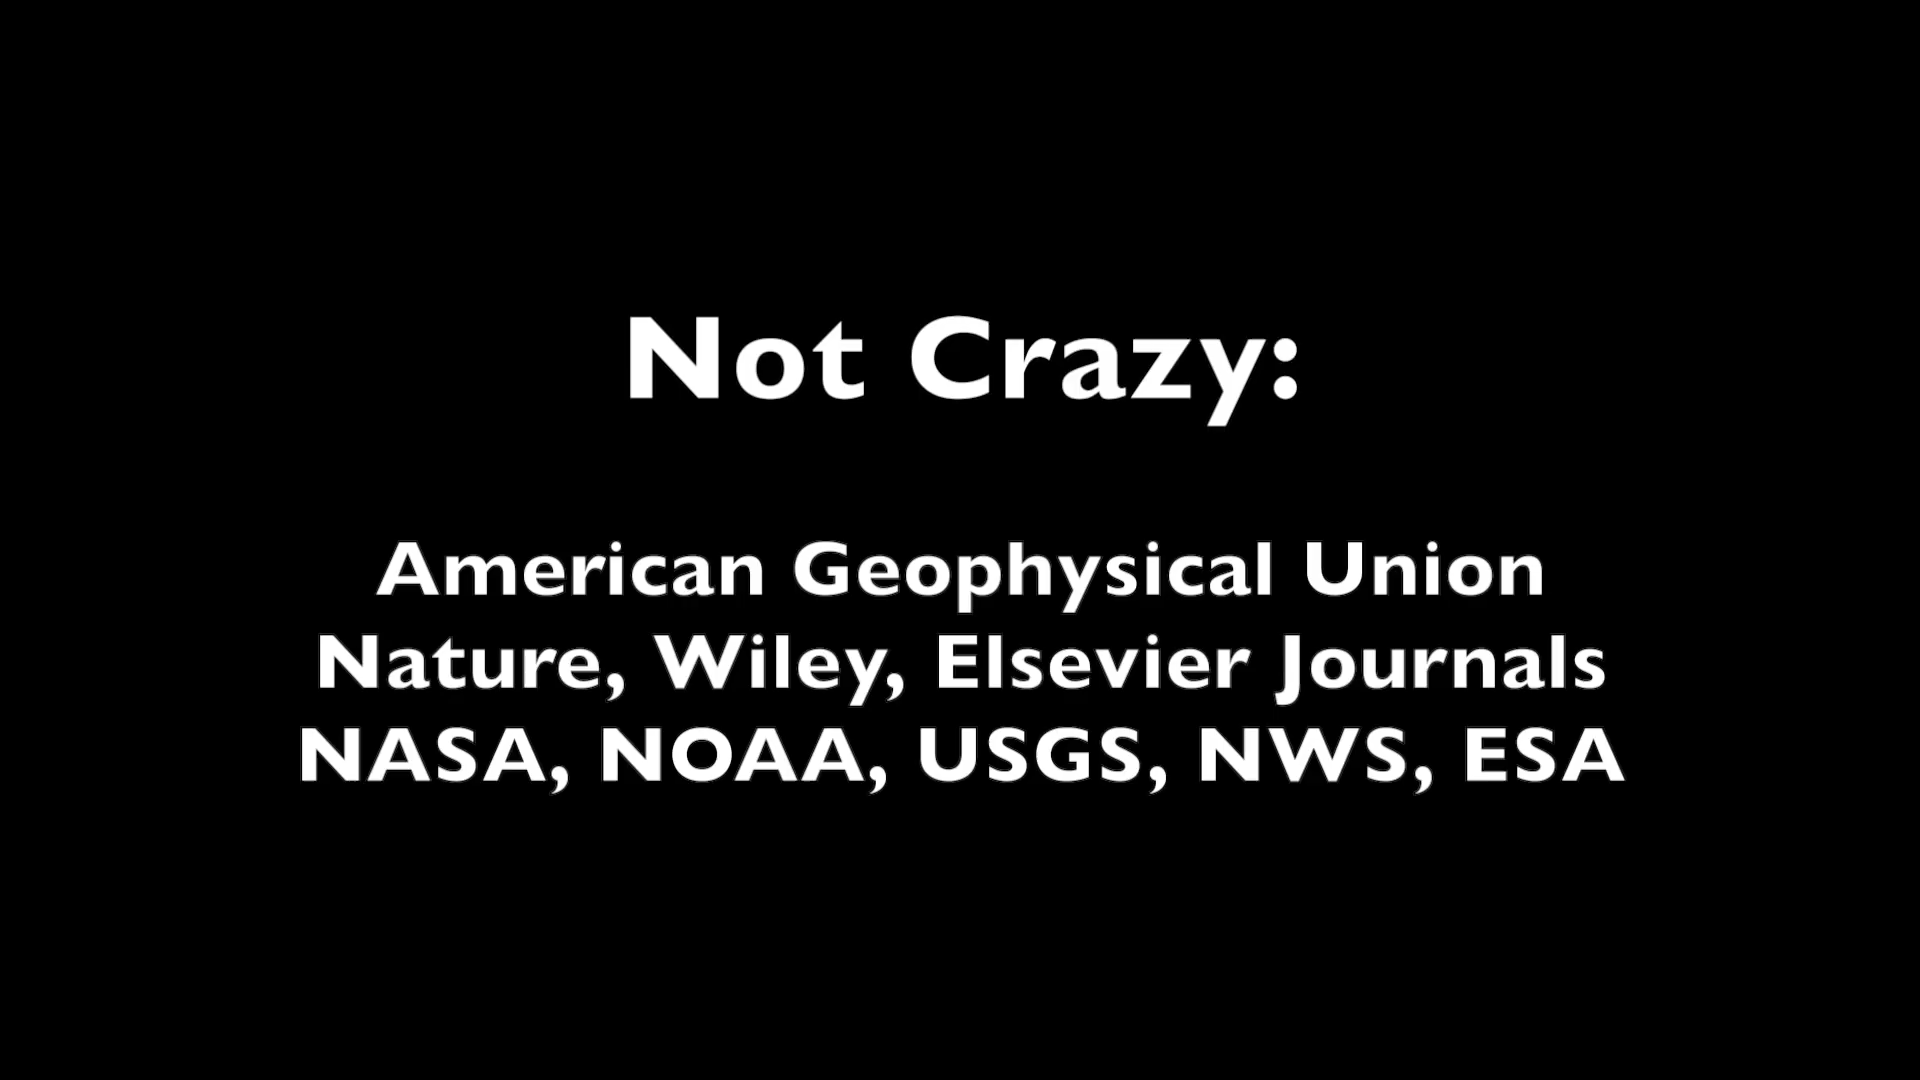 Not Crazy:
American Geophysical Union
Nature, Wiley, Elsevier Journals
NASA, NOAA, USGS, NWS, ESA